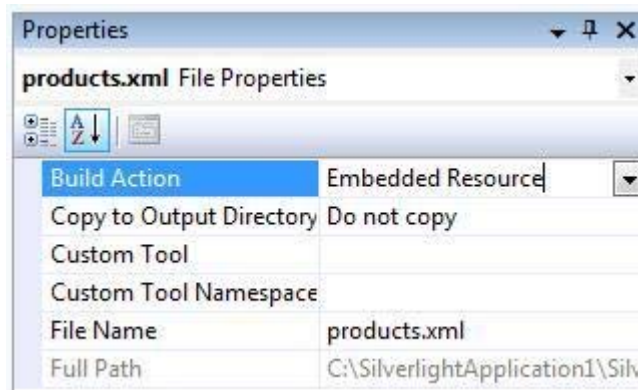 Properties
products.xml File Properties
Build Action Embedded Resource
Copy to Output Directory Do not copy
Custom Tool
Custom Tool Namespace
File Name products.xml
Full Path C:\SilverlightApplication1\Silv